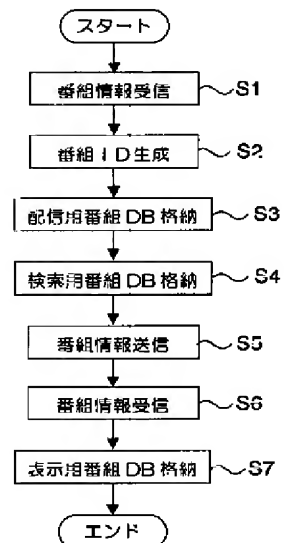 スタート
番組情報受信 S1
番組ID生成 S2
配信用番組DB格納 S3
検索用番組DB格納 S4
番組情報送信 S5
番組情報受信 S6
表示用番組DB格納 S7
エンド